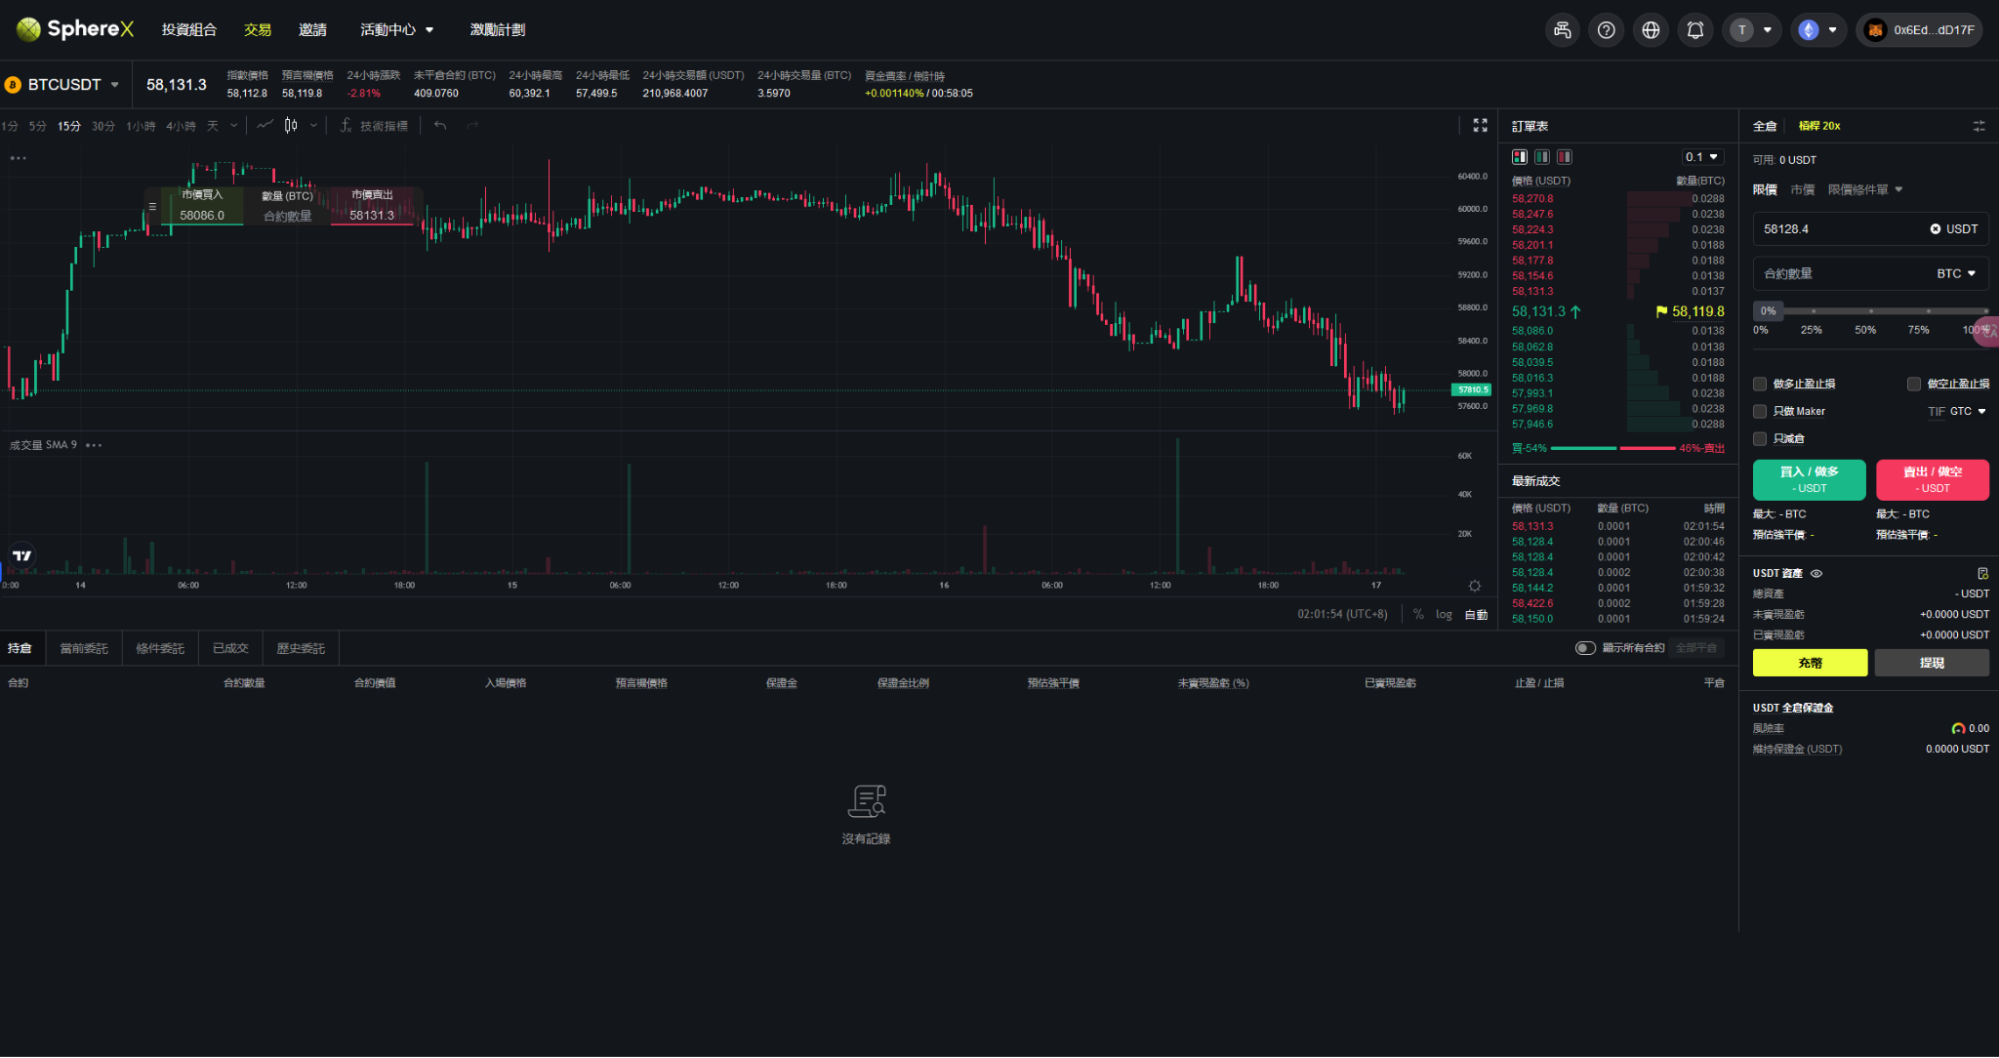 SphereX 投資組合 交易 邀請 活動中心 激勵計劃 T 0x6Ed...dD17F
BTCUSDT 58,131.3
指數價格 預言機價格 24小時漲跌 未平倉合約 (BTC) 24小時最高 24小時最低 24小時交易額 (USDT) 24小時交易量 (BTC) 資金費率 / 倒計時
58,112.8 58,119.8 -2.81% 409.0760 60,392.1 57,499.5 210,968.4007 3.5970 +0.001140% / 00:58:05
1分 5分 15分 30分 1小時 4小時 天 技術指標
市價買入 數量 (BTC) 市價賣出
58086.0 合約數量 58131.3
60400.0
60000.0
59600.0
59200.0
58800.0
58400.0
58000.0
57810.5
57600.0
成交量 SMA 9
60K
40K
20K
0:00 14 06:00 12:00 18:00 15 06:00 12:00 18:00 16 06:00 12:00 18:00 17
02:01:54 (UTC+8) % log 自動
訂單表
0.1
價格 (USDT) 數量(BTC)
58,270.8 0.0288
58,247.6 0.0238
58,224.3 0.0238
58,201.1 0.0188
58,177.8 0.0188
58,154.6 0.0138
58,131.3 0.0137
58,131.3 58,119.8
58,086.0 0.0138
58,062.8 0.0138
58,039.5 0.0188
58,016.3 0.0188
57,993.1 0.0238
57,969.8 0.0238
57,946.6 0.0288
買-54% 46%-賣出
最新成交
價格 (USDT) 數量 (BTC) 時間
58,131.3 0.0001 02:01:54
58,128.4 0.0001 02:00:46
58,128.4 0.0001 02:00:42
58,128.4 0.0002 02:00:38
58,144.2 0.0001 01:59:32
58,422.6 0.0002 01:59:28
58,150.0 0.0001 01:59:24
全倉 槓桿 20x
可用: 0 USDT
限價 市價 限價條件單
58128.4 USDT
合約數量 BTC
0%
0% 25% 50% 75% 100%
做多止盈止損 做空止盈止損
只做 Maker TIF GTC
只減倉
買入 / 做多 賣出 / 做空
- USDT - USDT
最大: - BTC 最大: - BTC
預估強平價: - 預估強平價: -
USDT 資產
總資產 - USDT
未實現盈虧 +0.0000 USDT
已實現盈虧 +0.0000 USDT
充幣 提現
USDT 全倉保證金
風險率 0.00
維持保證金 (USDT) 0.0000 USDT
持倉 當前委託 條件委託 已成交 歷史委託 顯示所有合約 全部平倉
合約 合約數量 合約價值 入場價格 預言機價格 保證金 保證金比例 預估強平價 未實現盈虧 (%) 已實現盈虧 止盈 / 止損 平倉
沒有記錄